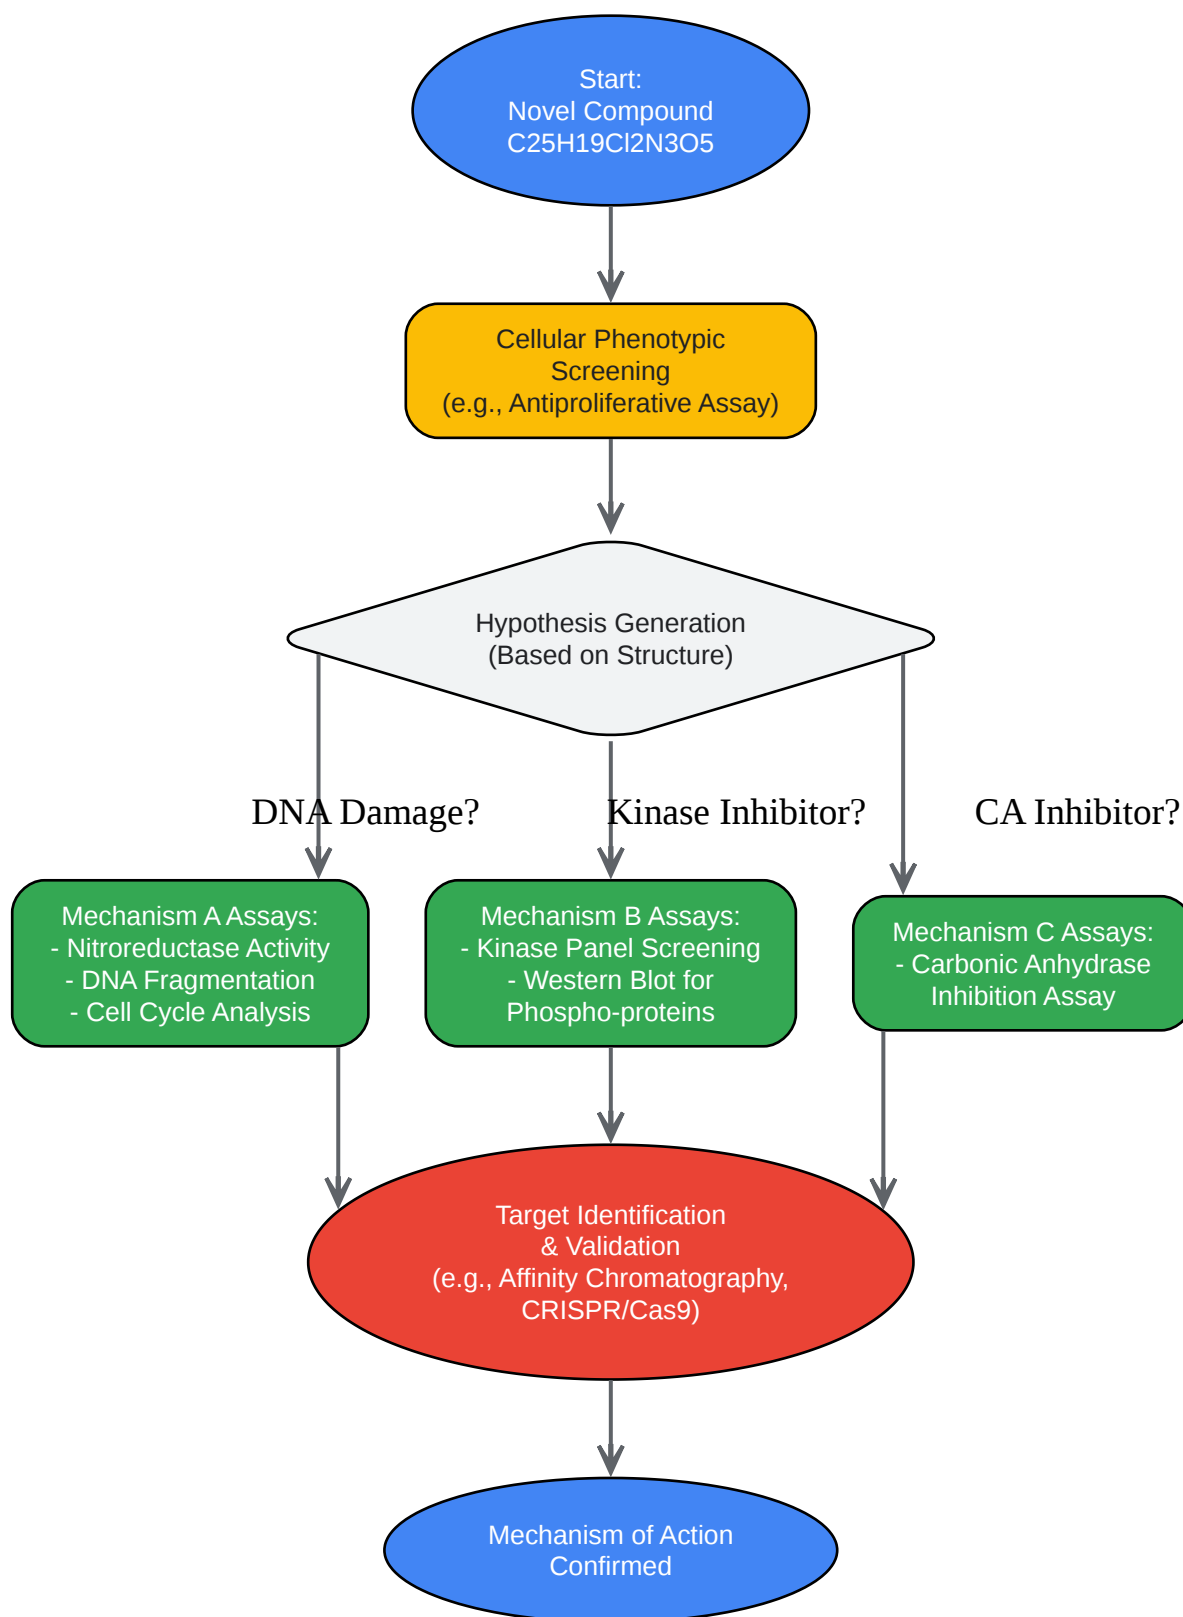 Start:
Novel Compound
C25H19Cl2N3O5
Cellular Phenotypic
Screening
(e.g., Antiproliferative Assay)
Hypothesis Generation
(Based on Structure)
DNA Damage?
Kinase Inhibitor?
CA Inhibitor?
Mechanism A Assays:
- Nitroreductase Activity
- DNA Fragmentation
- Cell Cycle Analysis
Mechanism B Assays:
- Kinase Panel Screening
- Western Blot for
Phospho-proteins
Mechanism C Assays:
- Carbonic Anhydrase
Inhibition Assay
Target Identification
& Validation
(e.g., Affinity Chromatography,
CRISPR/Cas9)
Mechanism of Action
Confirmed